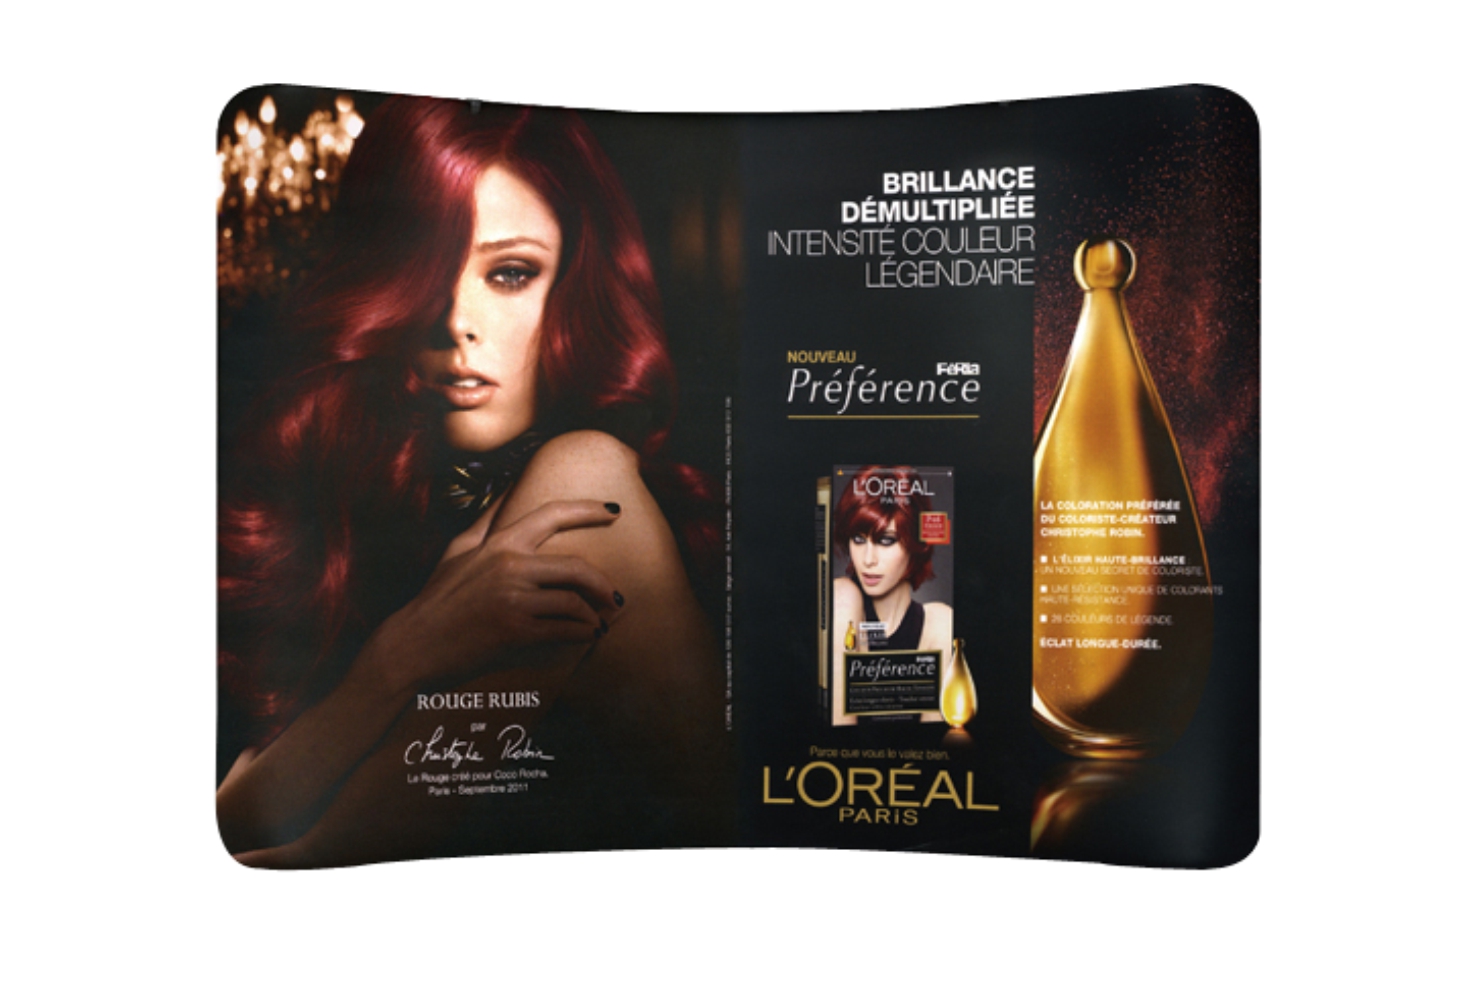 ROUGE RUBIS
par
Christophe Robin
Le Rouge créé pour Coco Rocha.
Paris - Septembre 2011
BRILLANCE
DÉMULTIPLIÉE
INTENSITÉ COULEUR
LÉGENDAIRE
NOUVEAU
FéRIa
Préférence
L'ORÉAL
PARIS
Préférence
Parce que vous le valez bien.
L'ORÉAL
PARIS
LA COLORATION PRÉFÉRÉE
DU COLORISTE-CRÉATEUR
CHRISTOPHE ROBIN.
■ L'ÉLIXIR HAUTE-BRILLANCE
UN NOUVEAU SECRET DE COLORISTE.
■ UNE SÉLECTION UNIQUE DE COLORANTS
HAUTE-RÉSISTANCE.
■ 26 COULEURS DE LÉGENDE.
ÉCLAT LONGUE-DURÉE.